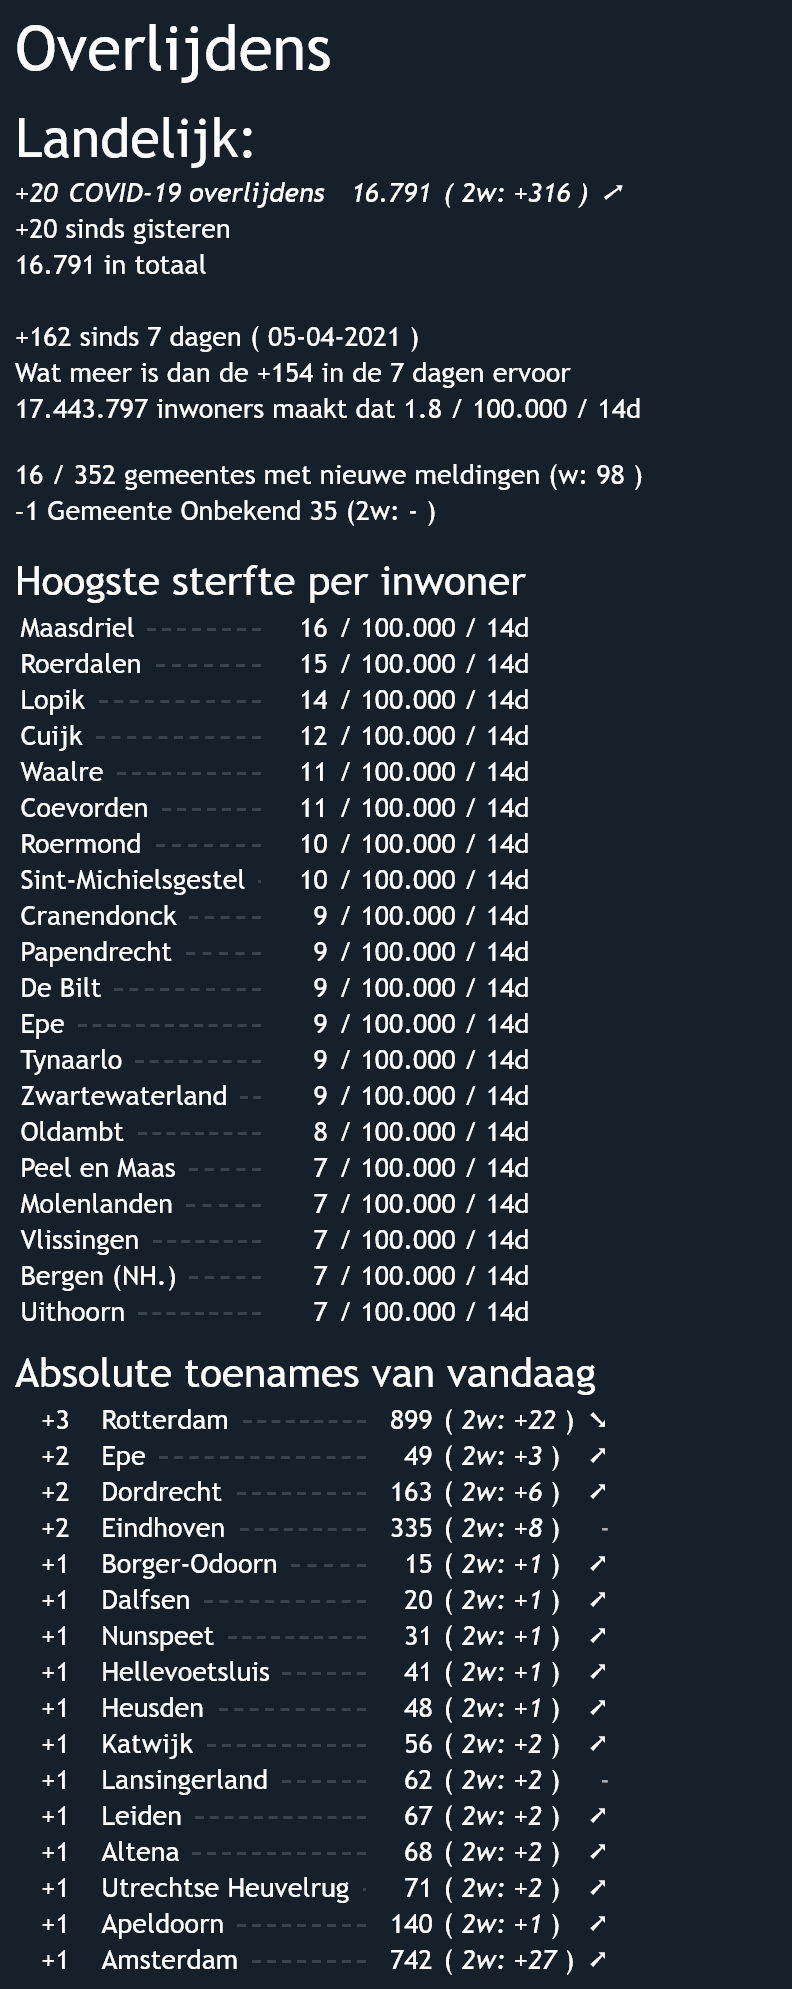 Overlijdens
Landelijk:
+20 COVID-19 overlijdens 16.791 ( 2w: +316 ) ➚
+20 sinds gisteren
16.791 in totaal
+162 sinds 7 dagen ( 05-04-2021 )
Wat meer is dan de +154 in de 7 dagen ervoor
17.443.797 inwoners maakt dat 1.8 / 100.000 / 14d
16 / 352 gemeentes met nieuwe meldingen (w: 98 )
-1 Gemeente Onbekend 35 (2w: - )
Hoogste sterfte per inwoner
Maasdriel -------- 16 / 100.000 / 14d
Roerdalen ------- 15 / 100.000 / 14d
Lopik ----------- 14 / 100.000 / 14d
Cuijk ----------- 12 / 100.000 / 14d
Waalre ---------- 11 / 100.000 / 14d
Coevorden ------- 11 / 100.000 / 14d
Roermond ------- 10 / 100.000 / 14d
Sint-Michielsgestel - 10 / 100.000 / 14d
Cranendonck ----- 9 / 100.000 / 14d
Papendrecht ----- 9 / 100.000 / 14d
De Bilt ---------- 9 / 100.000 / 14d
Epe ------------- 9 / 100.000 / 14d
Tynaarlo --------- 9 / 100.000 / 14d
Zwartewaterland -- 9 / 100.000 / 14d
Oldambt --------- 8 / 100.000 / 14d
Peel en Maas ----- 7 / 100.000 / 14d
Molenlanden ----- 7 / 100.000 / 14d
Vlissingen -------- 7 / 100.000 / 14d
Bergen (NH.) ----- 7 / 100.000 / 14d
Uithoorn --------- 7 / 100.000 / 14d
Absolute toenames van vandaag
+3 Rotterdam --------- 899 ( 2w: +22 ) ➘
+2 Epe -------------- 49 ( 2w: +3 ) ➚
+2 Dordrecht --------- 163 ( 2w: +6 ) ➚
+2 Eindhoven --------- 335 ( 2w: +8 ) -
+1 Borger-Odoorn ----- 15 ( 2w: +1 ) ➚
+1 Dalfsen ----------- 20 ( 2w: +1 ) ➚
+1 Nunspeet ---------- 31 ( 2w: +1 ) ➚
+1 Hellevoetsluis ------ 41 ( 2w: +1 ) ➚
+1 Heusden ---------- 48 ( 2w: +1 ) ➚
+1 Katwijk ----------- 56 ( 2w: +2 ) ➚
+1 Lansingerland ------ 62 ( 2w: +2 ) -
+1 Leiden ------------ 67 ( 2w: +2 ) ➚
+1 Altena ------------ 68 ( 2w: +2 ) ➚
+1 Utrechtse Heuvelrug - 71 ( 2w: +2 ) ➚
+1 Apeldoorn --------- 140 ( 2w: +1 ) ➚
+1 Amsterdam -------- 742 ( 2w: +27 ) ➚